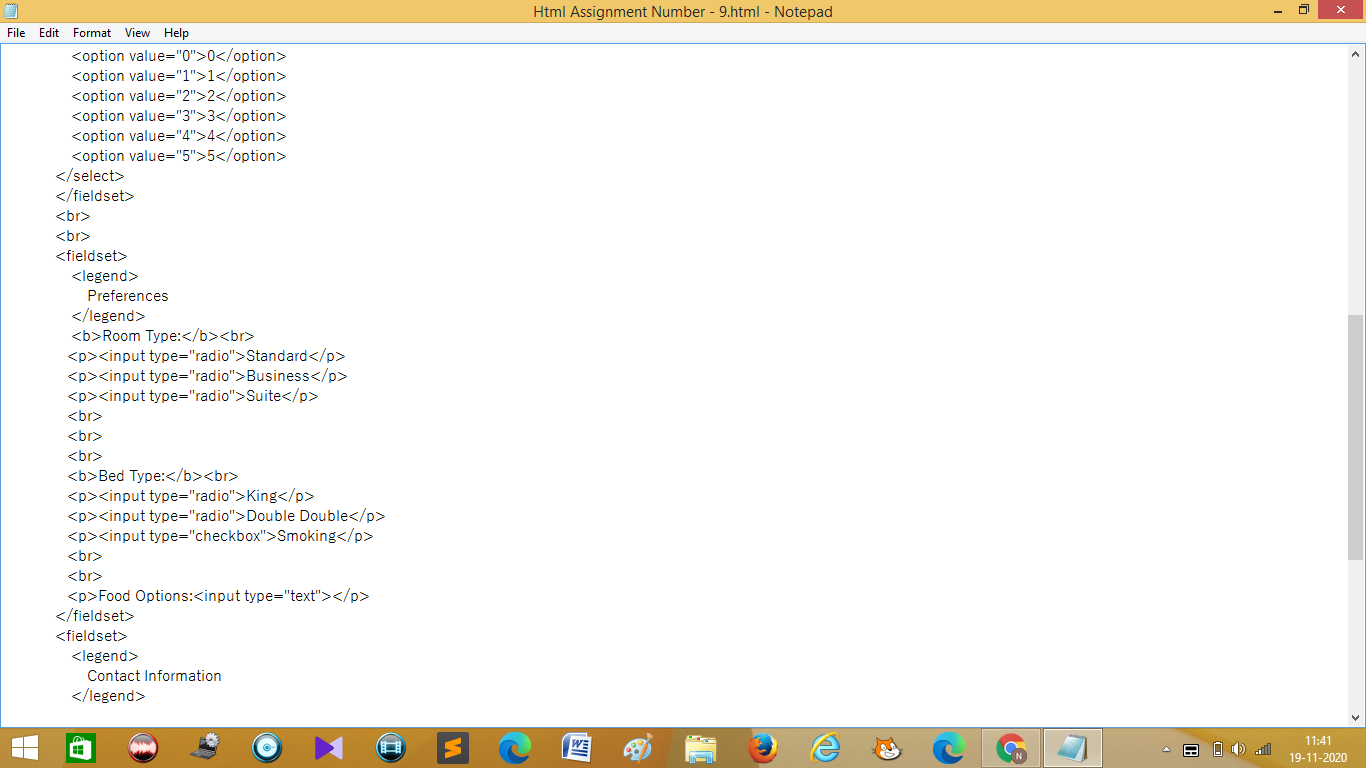 Html Assignment Number - 9.html - Notepad
File Edit Format View Help
<option value="0">0</option>
<option value="1">1</option>
<option value="2">2</option>
<option value="3">3</option>
<option value="4">4</option>
<option value="5">5</option>
</select>
</fieldset>
<br>
<br>
<fieldset>
<legend>
Preferences
</legend>
<b>Room Type:</b><br>
<p><input type="radio">Standard</p>
<p><input type="radio">Business</p>
<p><input type="radio">Suite</p>
<br>
<br>
<br>
<b>Bed Type:</b><br>
<p><input type="radio">King</p>
<p><input type="radio">Double Double</p>
<p><input type="checkbox">Smoking</p>
<br>
<br>
<p>Food Options:<input type="text"></p>
</fieldset>
<fieldset>
<legend>
Contact Information
</legend>
N
11:41
19-11-2020